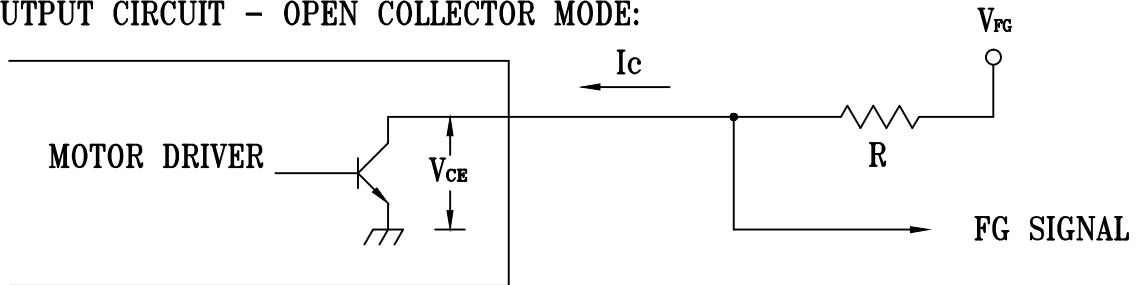 UTPUT CIRCUIT – OPEN COLLECTOR MODE:
VFG
Ic
MOTOR DRIVER
VCE
R
FG SIGNAL